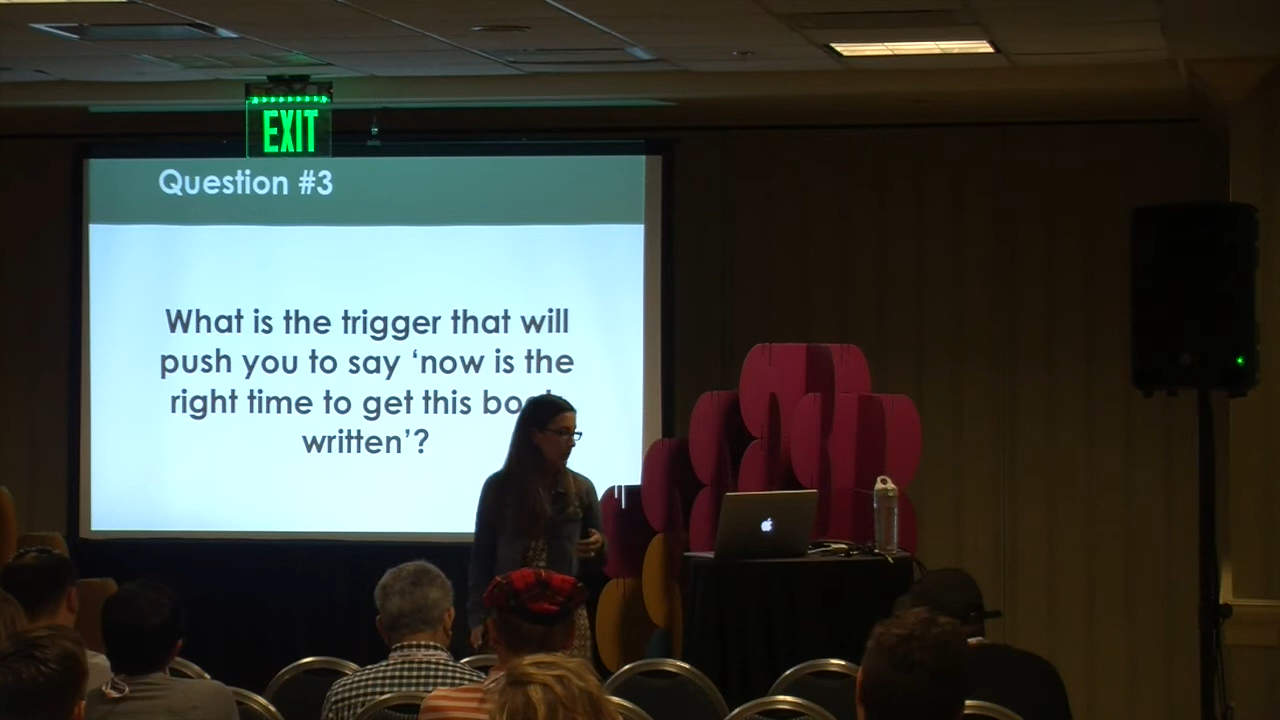 EXIT
Question #3
What is the trigger that will
push you to say ‘now is the
right time to get this book
written’?